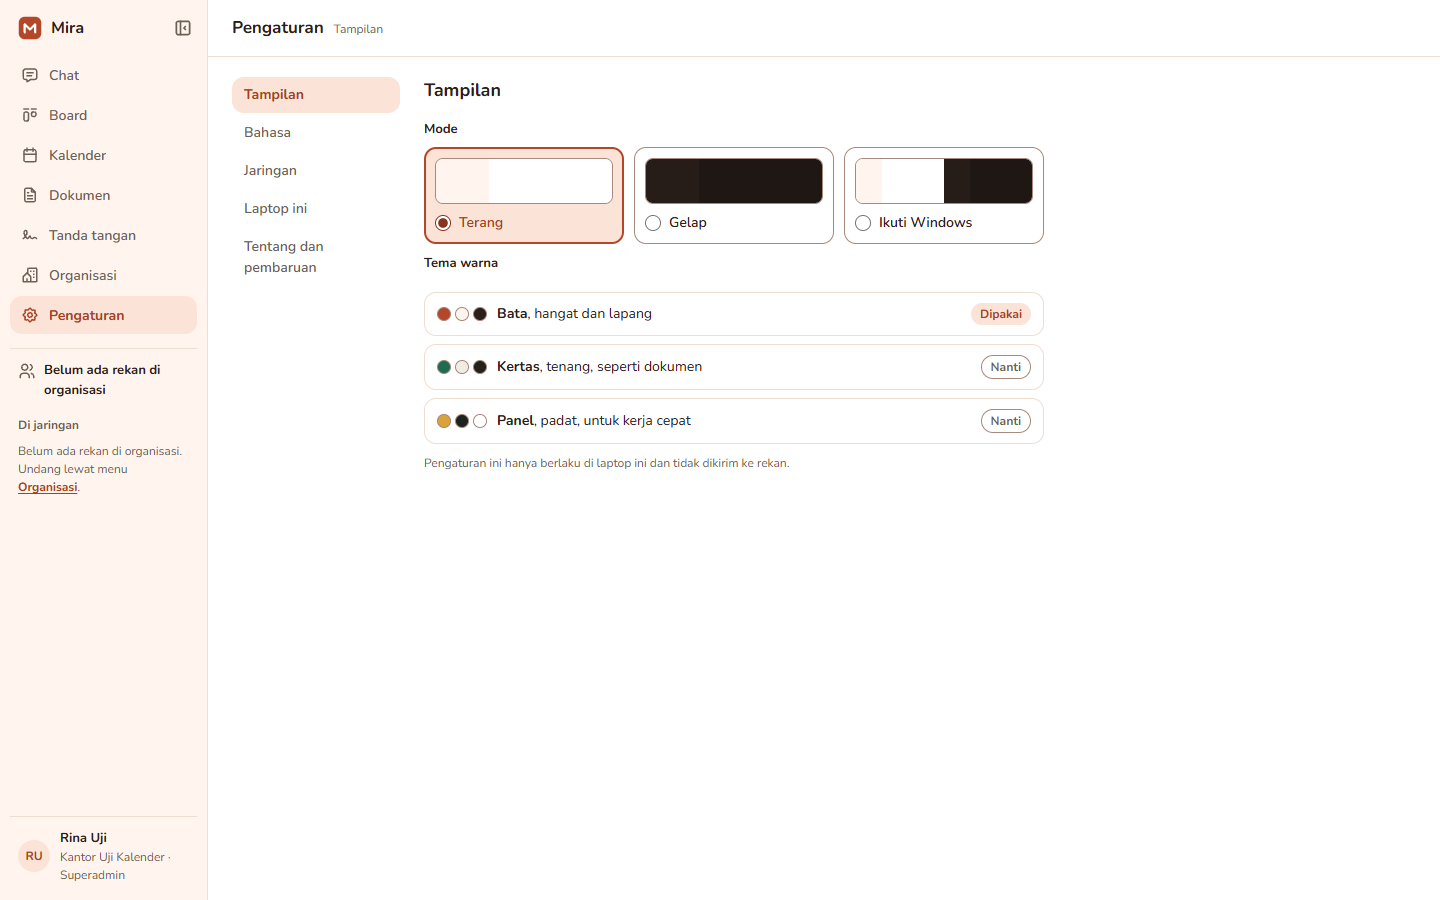 Mira
Chat
Board
Kalender
Dokumen
Tanda tangan
Organisasi
Pengaturan
Belum ada rekan di
organisasi
Di jaringan
Belum ada rekan di organisasi.
Undang lewat menu
Organisasi.
RU
Rina Uji
Kantor Uji Kalender ·
Superadmin
Pengaturan Tampilan
Tampilan
Bahasa
Jaringan
Laptop ini
Tentang dan
pembaruan
Tampilan
Mode
Terang
Gelap
Ikuti Windows
Tema warna
Bata, hangat dan lapang
Dipakai
Kertas, tenang, seperti dokumen
Nanti
Panel, padat, untuk kerja cepat
Nanti
Pengaturan ini hanya berlaku di laptop ini dan tidak dikirim ke rekan.